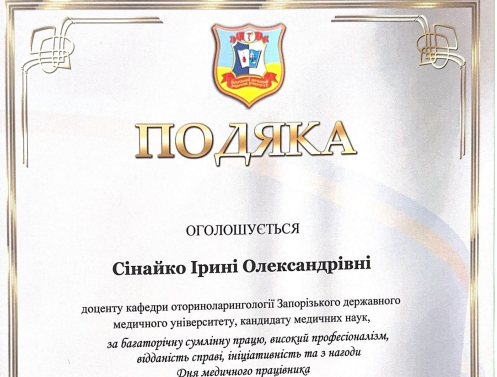 ПОДЯКА
ОГОЛОШУЄТЬСЯ
Сінайко Ірині Олександрівні
доценту кафедри оториноларингології Запорізького державного
медичного університету, кандидату медичних наук,
за багаторічну сумлінну працю, високий професіоналізм,
відданість справі, ініціативність та з нагоди
Дня медичного працівника